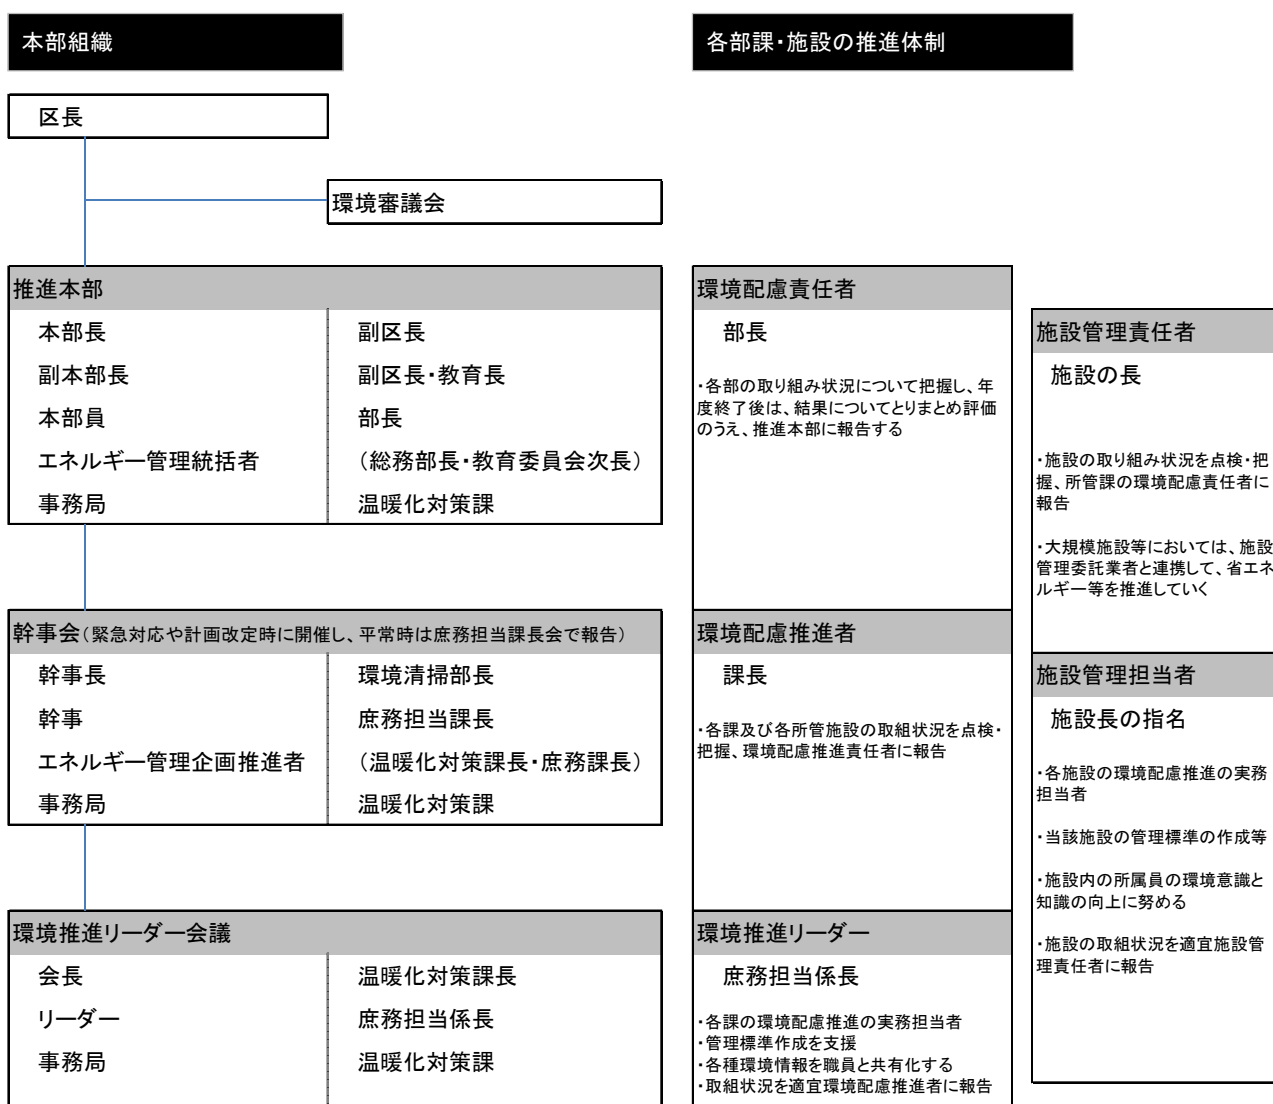 本部組織
区長
環境審議会
推進本部
本部長 副区長
副本部長 副区長・教育長
本部員 部長
エネルギー管理統括者 （総務部長・教育委員会次長）
事務局 温暖化対策課
幹事会（緊急対応や計画改定時に開催し、平常時は庶務担当課長会で報告）
幹事長 環境清掃部長
幹事 庶務担当課長
エネルギー管理企画推進者 （温暖化対策課長・庶務課長）
事務局 温暖化対策課
環境推進リーダー会議
会長 温暖化対策課長
リーダー 庶務担当係長
事務局 温暖化対策課
各部課・施設の推進体制
環境配慮責任者
部長
・各部の取り組み状況について把握し、年
度終了後は、結果についてとりまとめ評価
のうえ、推進本部に報告する
環境配慮推進者
課長
・各課及び各所管施設の取組状況を点検・
把握、環境配慮推進責任者に報告
環境推進リーダー
庶務担当係長
・各課の環境配慮推進の実務担当者
・管理標準作成を支援
・各種環境情報を職員と共有化する
・取組状況を適宜環境配慮推進者に報告
施設管理責任者
施設の長
・施設の取り組み状況を点検・把
握、所管課の環境配慮責任者に
報告
・大規模施設等においては、施設
管理委託業者と連携して、省エネ
ルギー等を推進していく
施設管理担当者
施設長の指名
・各施設の環境配慮推進の実務
担当者
・当該施設の管理標準の作成等
・施設内の所属員の環境意識と
知識の向上に努める
・施設の取組状況を適宜施設管
理責任者に報告